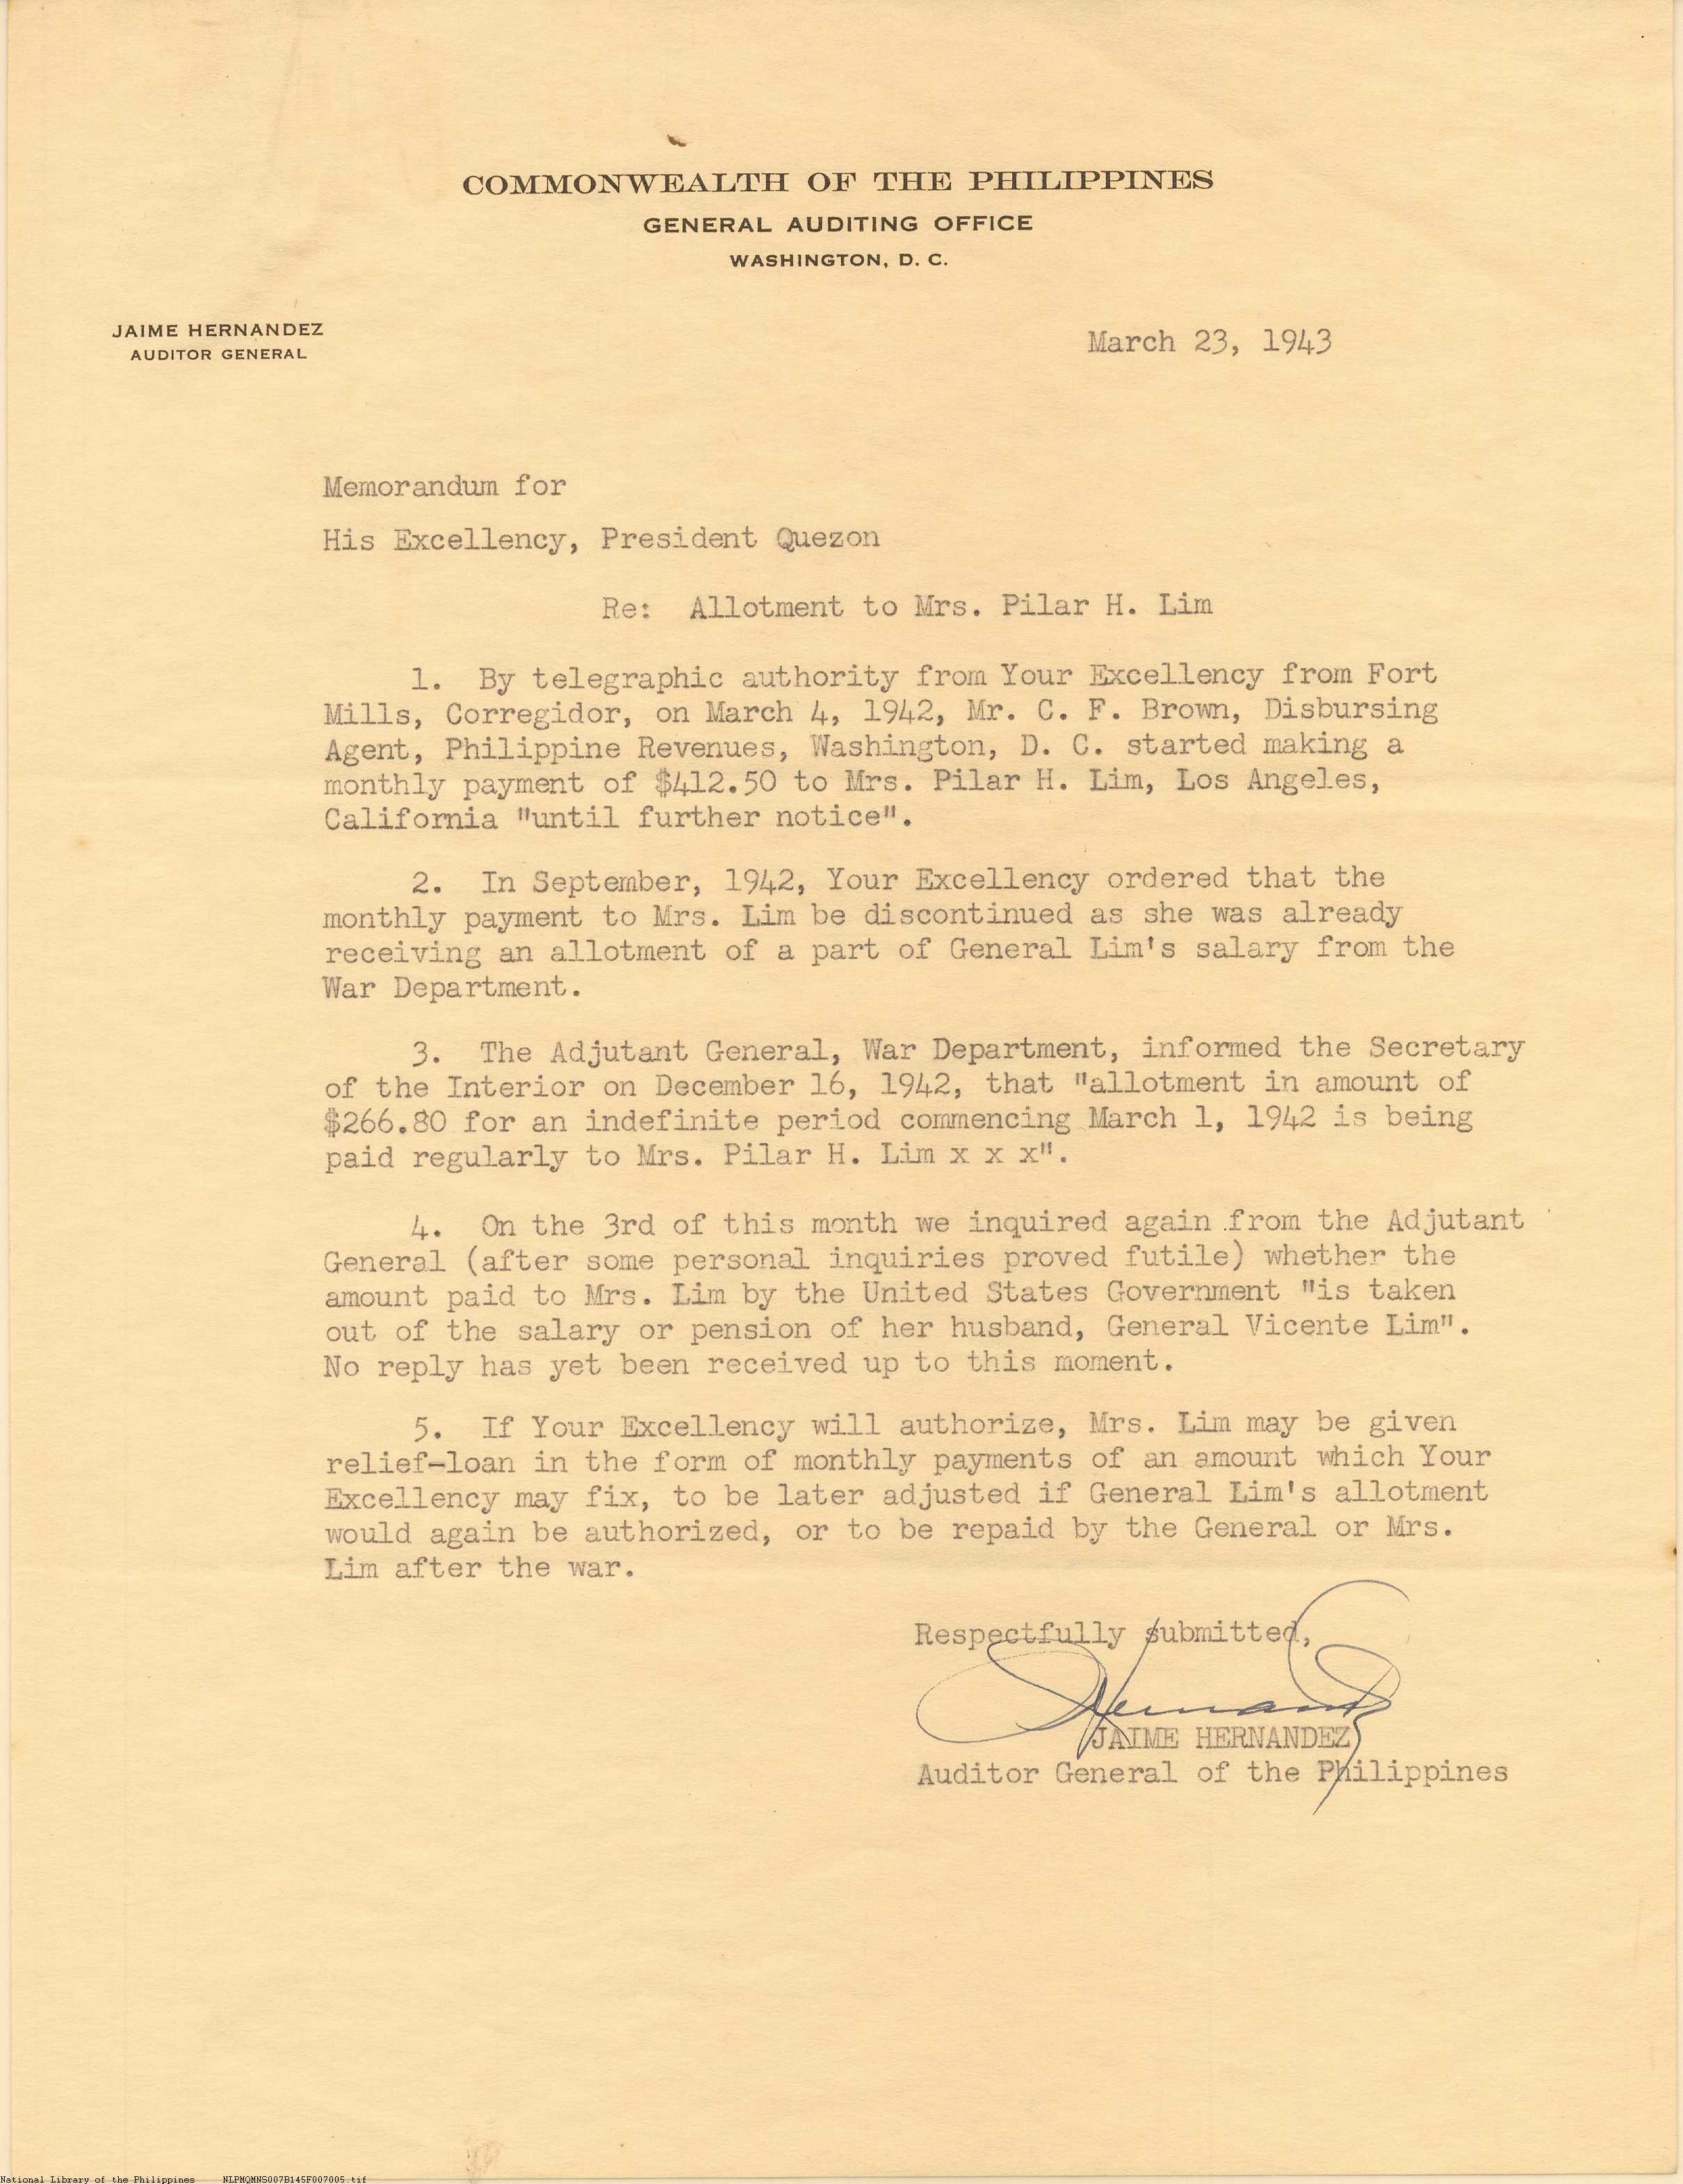 COMMONWEALTH OF THE PHILIPPINES
GENERAL AUDITING OFFICE
WASHINGTON, D. C.
JAIME HERNANDEZ
AUDITOR GENERAL
March 23, 1943
Memorandum for
His Excellency, President Quezon
Re: Allotment to Mrs. Pilar H. Lim
1. By telegraphic authority from Your Excellency from Fort
Mills, Corregidor, on March 4, 1942, Mr. C. F. Brown, Disbursing
Agent, Philippine Revenues, Washington, D. C. started making a
monthly payment of $412.50 to Mrs. Pilar H. Lim, Los Angeles,
California "until further notice".
2. In September, 1942, Your Excellency ordered that the
monthly payment to Mrs. Lim be discontinued as she was already
receiving an allotment of a part of General Lim's salary from the
War Department.
3. The Adjutant General, War Department, informed the Secretary
of the Interior on December 16, 1942, that "allotment in amount of
$266.80 for an indefinite period commencing March 1, 1942 is being
paid regularly to Mrs. Pilar H. Lim x x x".
4. On the 3rd of this month we inquired again from the Adjutant
General (after some personal inquiries proved futile) whether the
amount paid to Mrs. Lim by the United States Government "is taken
out of the salary or pension of her husband, General Vicente Lim".
No reply has yet been received up to this moment.
5. If Your Excellency will authorize, Mrs. Lim may be given
relief-loan in the form of monthly payments of an amount which Your
Excellency may fix, to be later adjusted if General Lim's allotment
would again be authorized, or to be repaid by the General or Mrs.
Lim after the war.
Respectfully submitted,
JHernandez
JAIME HERNANDEZ
Auditor General of the Philippines
National Library of the Philippines NLPMQMNS007B145F007005.tif